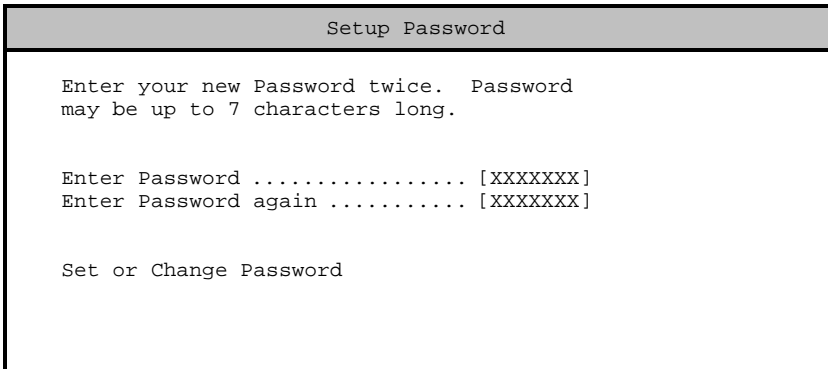 Setup Password
Enter your new Password twice.  Password
may be up to 7 characters long.
Enter Password ................. [XXXXXXX]
Enter Password again ........... [XXXXXXX]
Set or Change Password